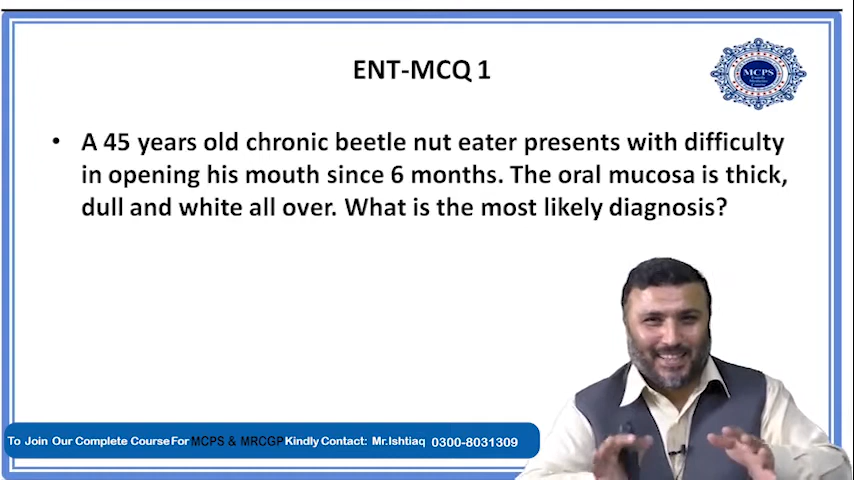 ENT-MCQ 1
MCPS
• A 45 years old chronic beetle nut eater presents with difficulty
in opening his mouth since 6 months. The oral mucosa is thick,
dull and white all over. What is the most likely diagnosis?
To Join Our Complete Course For MCPS & MRCGP Kindly Contact: Mr.Ishtiaq 0300-8031309